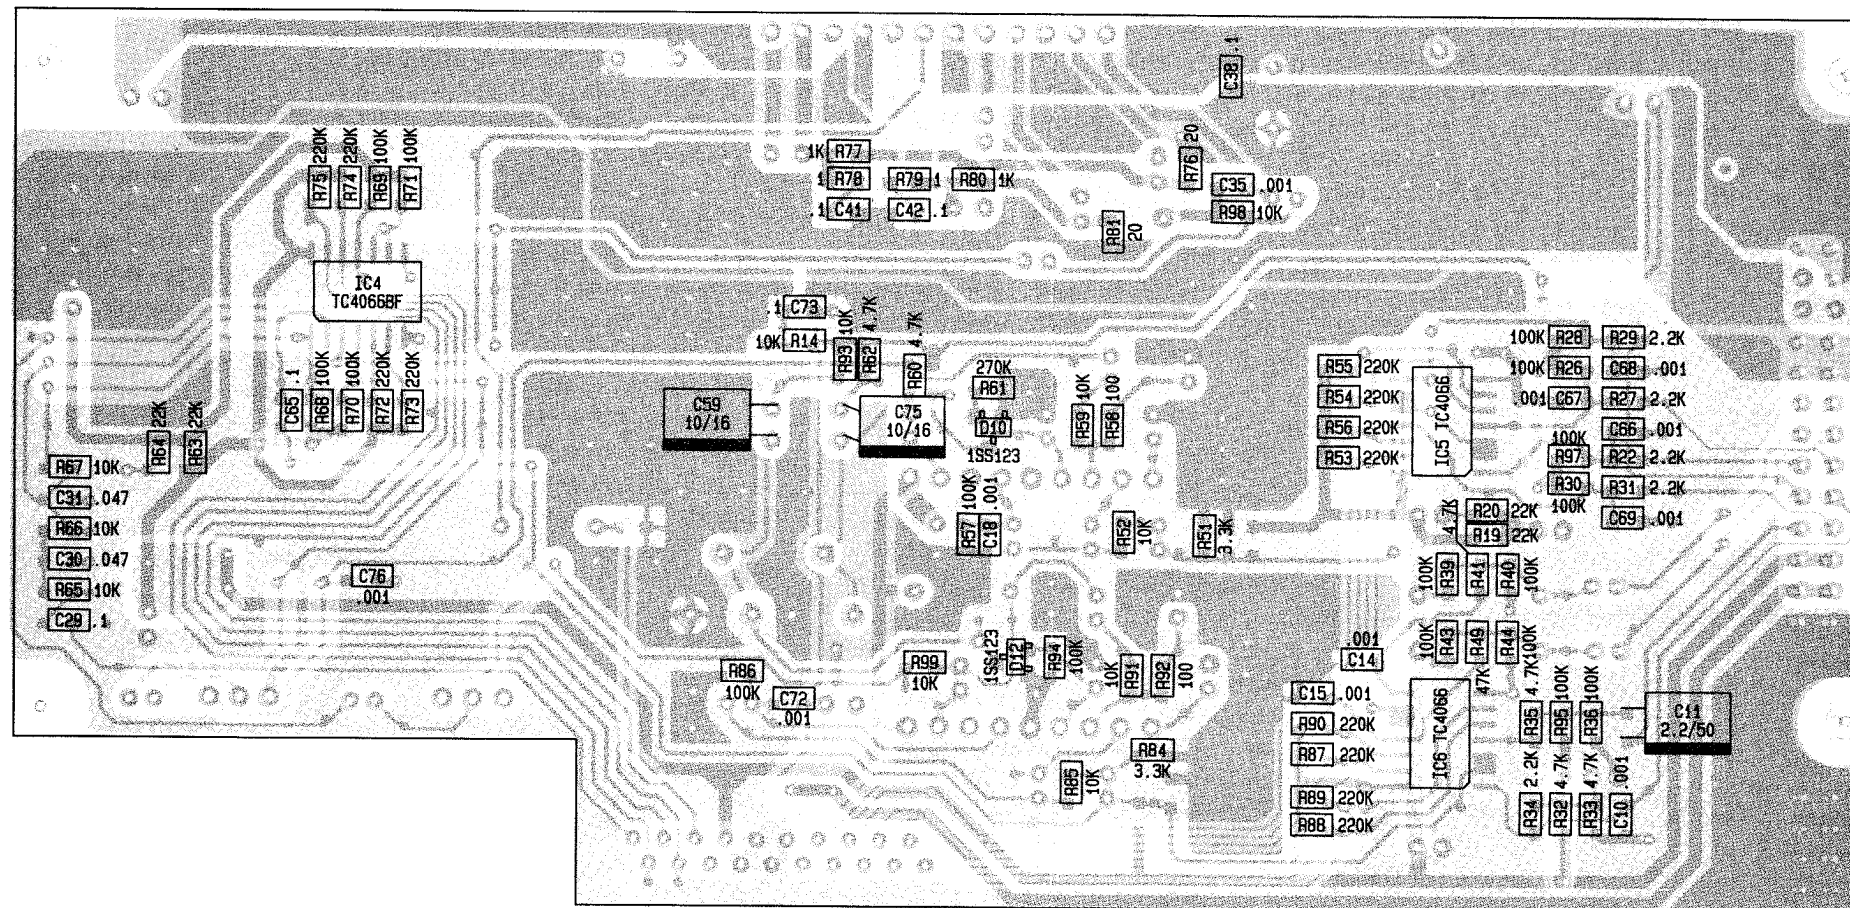 C38 .1
R75 220K
R74 220K
R69 100K
R71 100K
1K R77
1 R78
R79 1
R80 1K
.1 C41
C42 .1
R76 20
C35 .001
R98 10K
R81 20
IC4
TC4066BF
.1 C73
10K R14
R93 10K
R82 4.7K
R60 4.7K
270K
R61
C59
10/16
C75
10/16
D10
1SS123
R59 10K
R58 100
R55 220K
R54 220K
R56 220K
R53 220K
IC5 IC4066
100K R28
R29 2.2K
100K R26
C68 .001
.001 C67
R27 2.2K
C66 .001
100K
R97
R22 2.2K
R30
100K
R31 2.2K
C69 .001
C65 .1
R68 100K
R70 100K
R72 220K
R73 220K
R64 22K
R63 22K
R67 10K
C31 .047
R66 10K
C30 .047
R65 10K
C29 .1
C76
.001
R57 100K
C18 .001
R52 10K
R51 3.3K
4.7K
R20 22K
R19 22K
100K R39
R41
R40 100K
100K R43
R49 47K
R44 100K
.001
C14
R86
100K
C72
.001
R99
10K
1SS123 D12
R94 100K
10K R91
R92 100
C15 .001
R90 220K
R87 220K
R89 220K
R88 220K
IC6 TC4066
R35 4.7K
R95 100K
R36 100K
C11
2.2/50
R84
3.3K
R85 10K
R34 2.2K
R32 4.7K
R33 4.7K
C10 .001